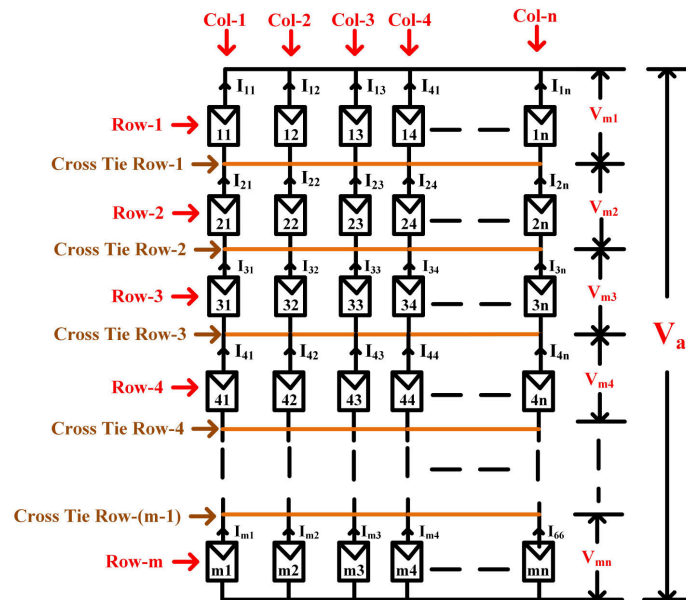 Col-1 Col-2 Col-3 Col-4 Col-n
I11 I12 I13 I41 I1n
Vm1
Row-1 11 12 13 14 1n
Cross Tie Row-1
I21 I22 I23 I24 I2n
Row-2 21 22 23 24 2n Vm2
Cross Tie Row-2
I31 I32 I33 I34 I3n
Row-3 31 32 33 34 3n Vm3
Cross Tie Row-3
Va
I41 I42 I43 I44 I4n
Vm4
Row-4 41 42 43 44 4n
Cross Tie Row-4
Cross Tie Row-(m-1)
Im1 Im2 Im3 Im4 I66
Row-m m1 m2 m3 m4 mn Vmn